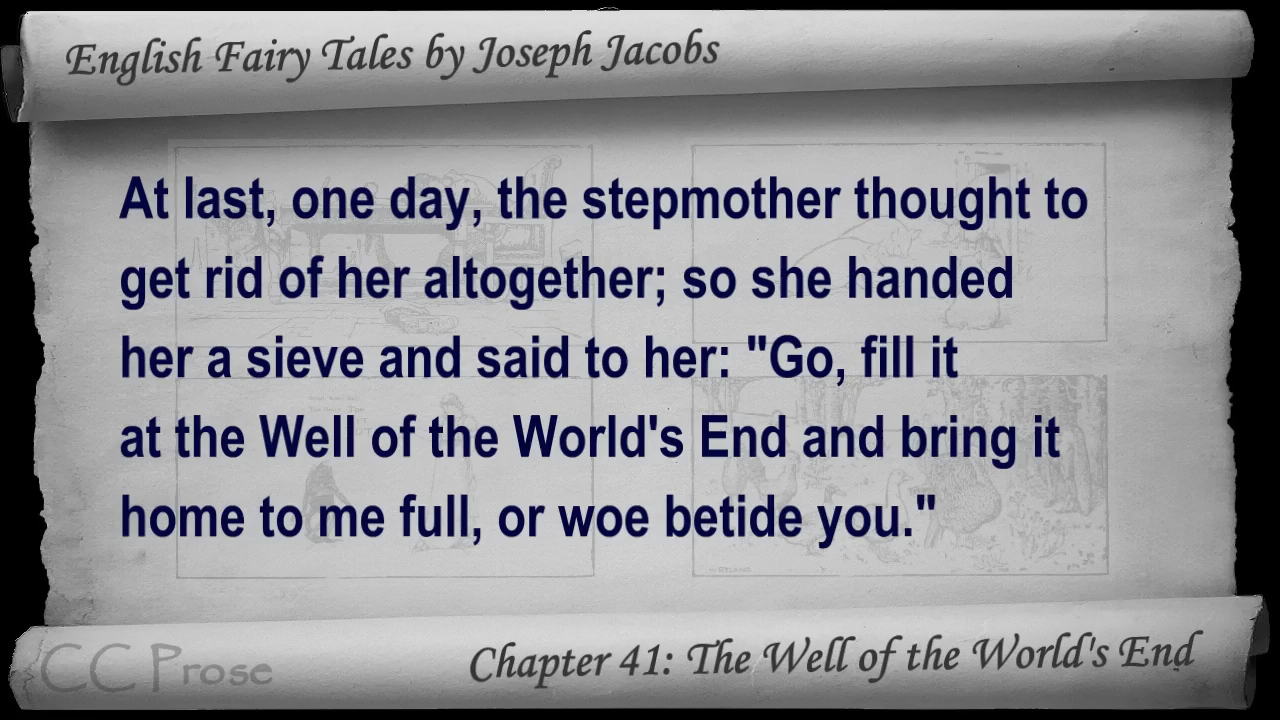 English Fairy Tales by Joseph Jacobs
At last, one day, the stepmother thought to
get rid of her altogether; so she handed
her a sieve and said to her: "Go, fill it
at the Well of the World's End and bring it
home to me full, or woe betide you."
CC Prose
Chapter 41: The Well of the World's End